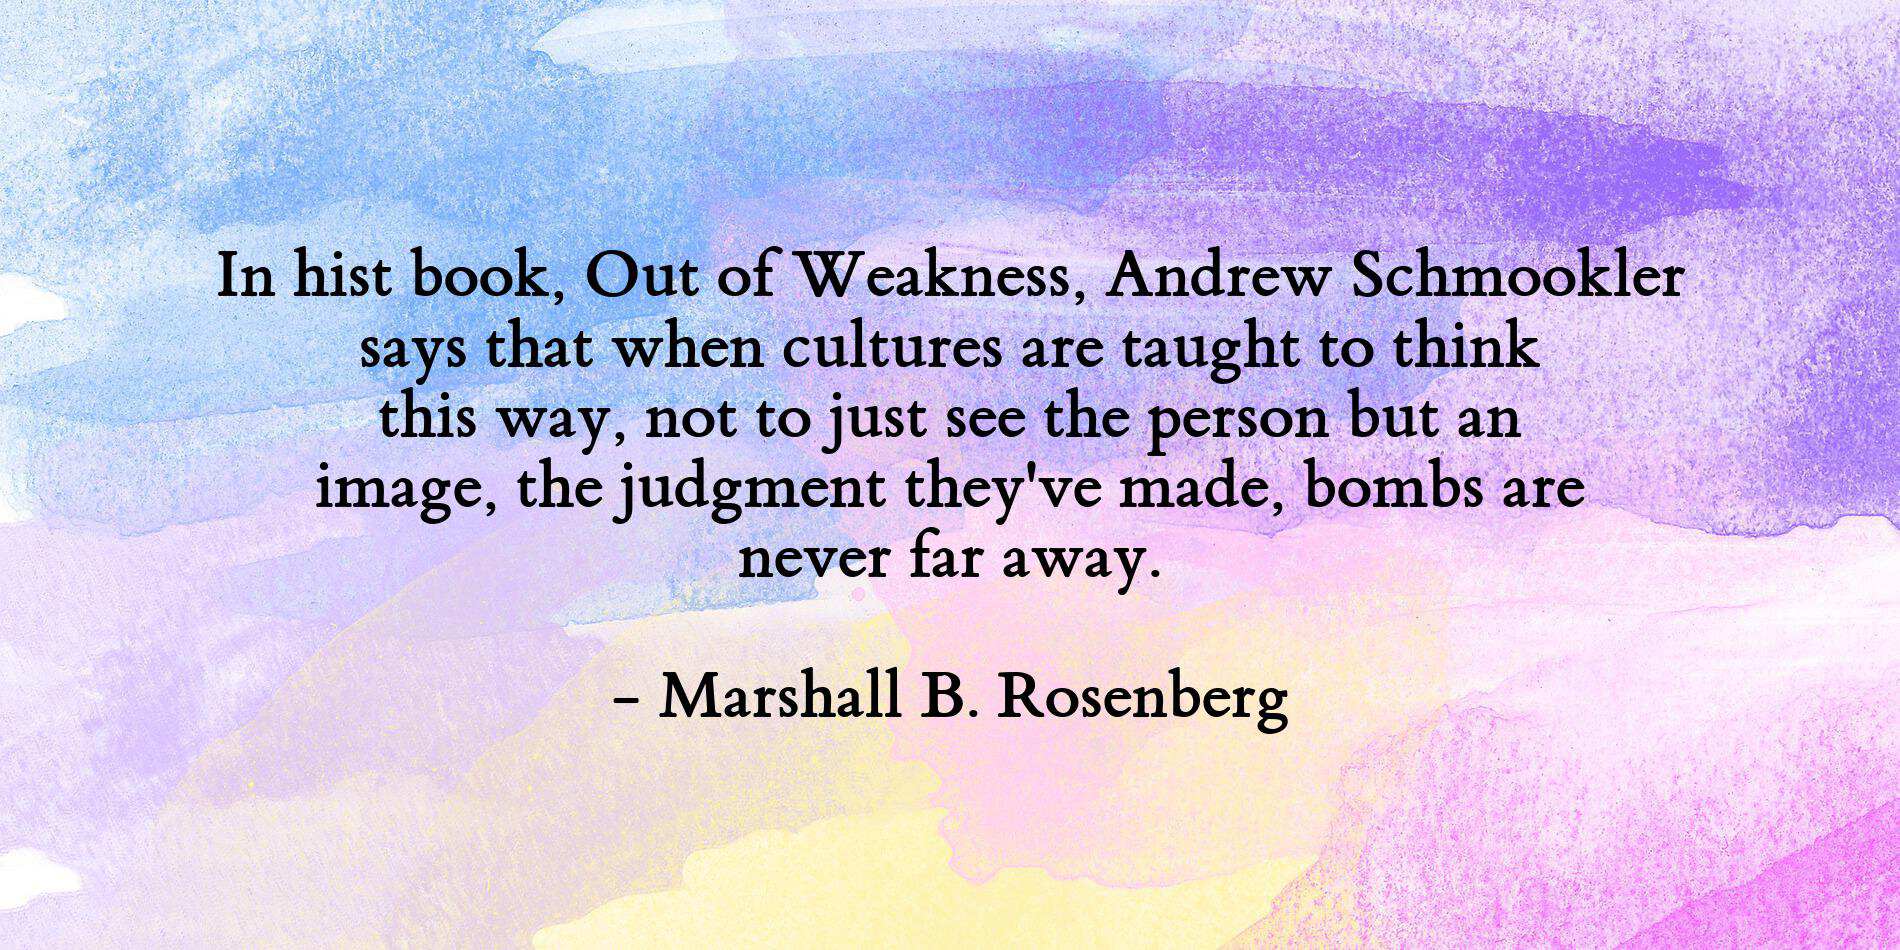 In hist book, Out of Weakness, Andrew Schmookler
says that when cultures are taught to think
this way, not to just see the person but an
image, the judgment they've made, bombs are
never far away.
- Marshall B. Rosenberg